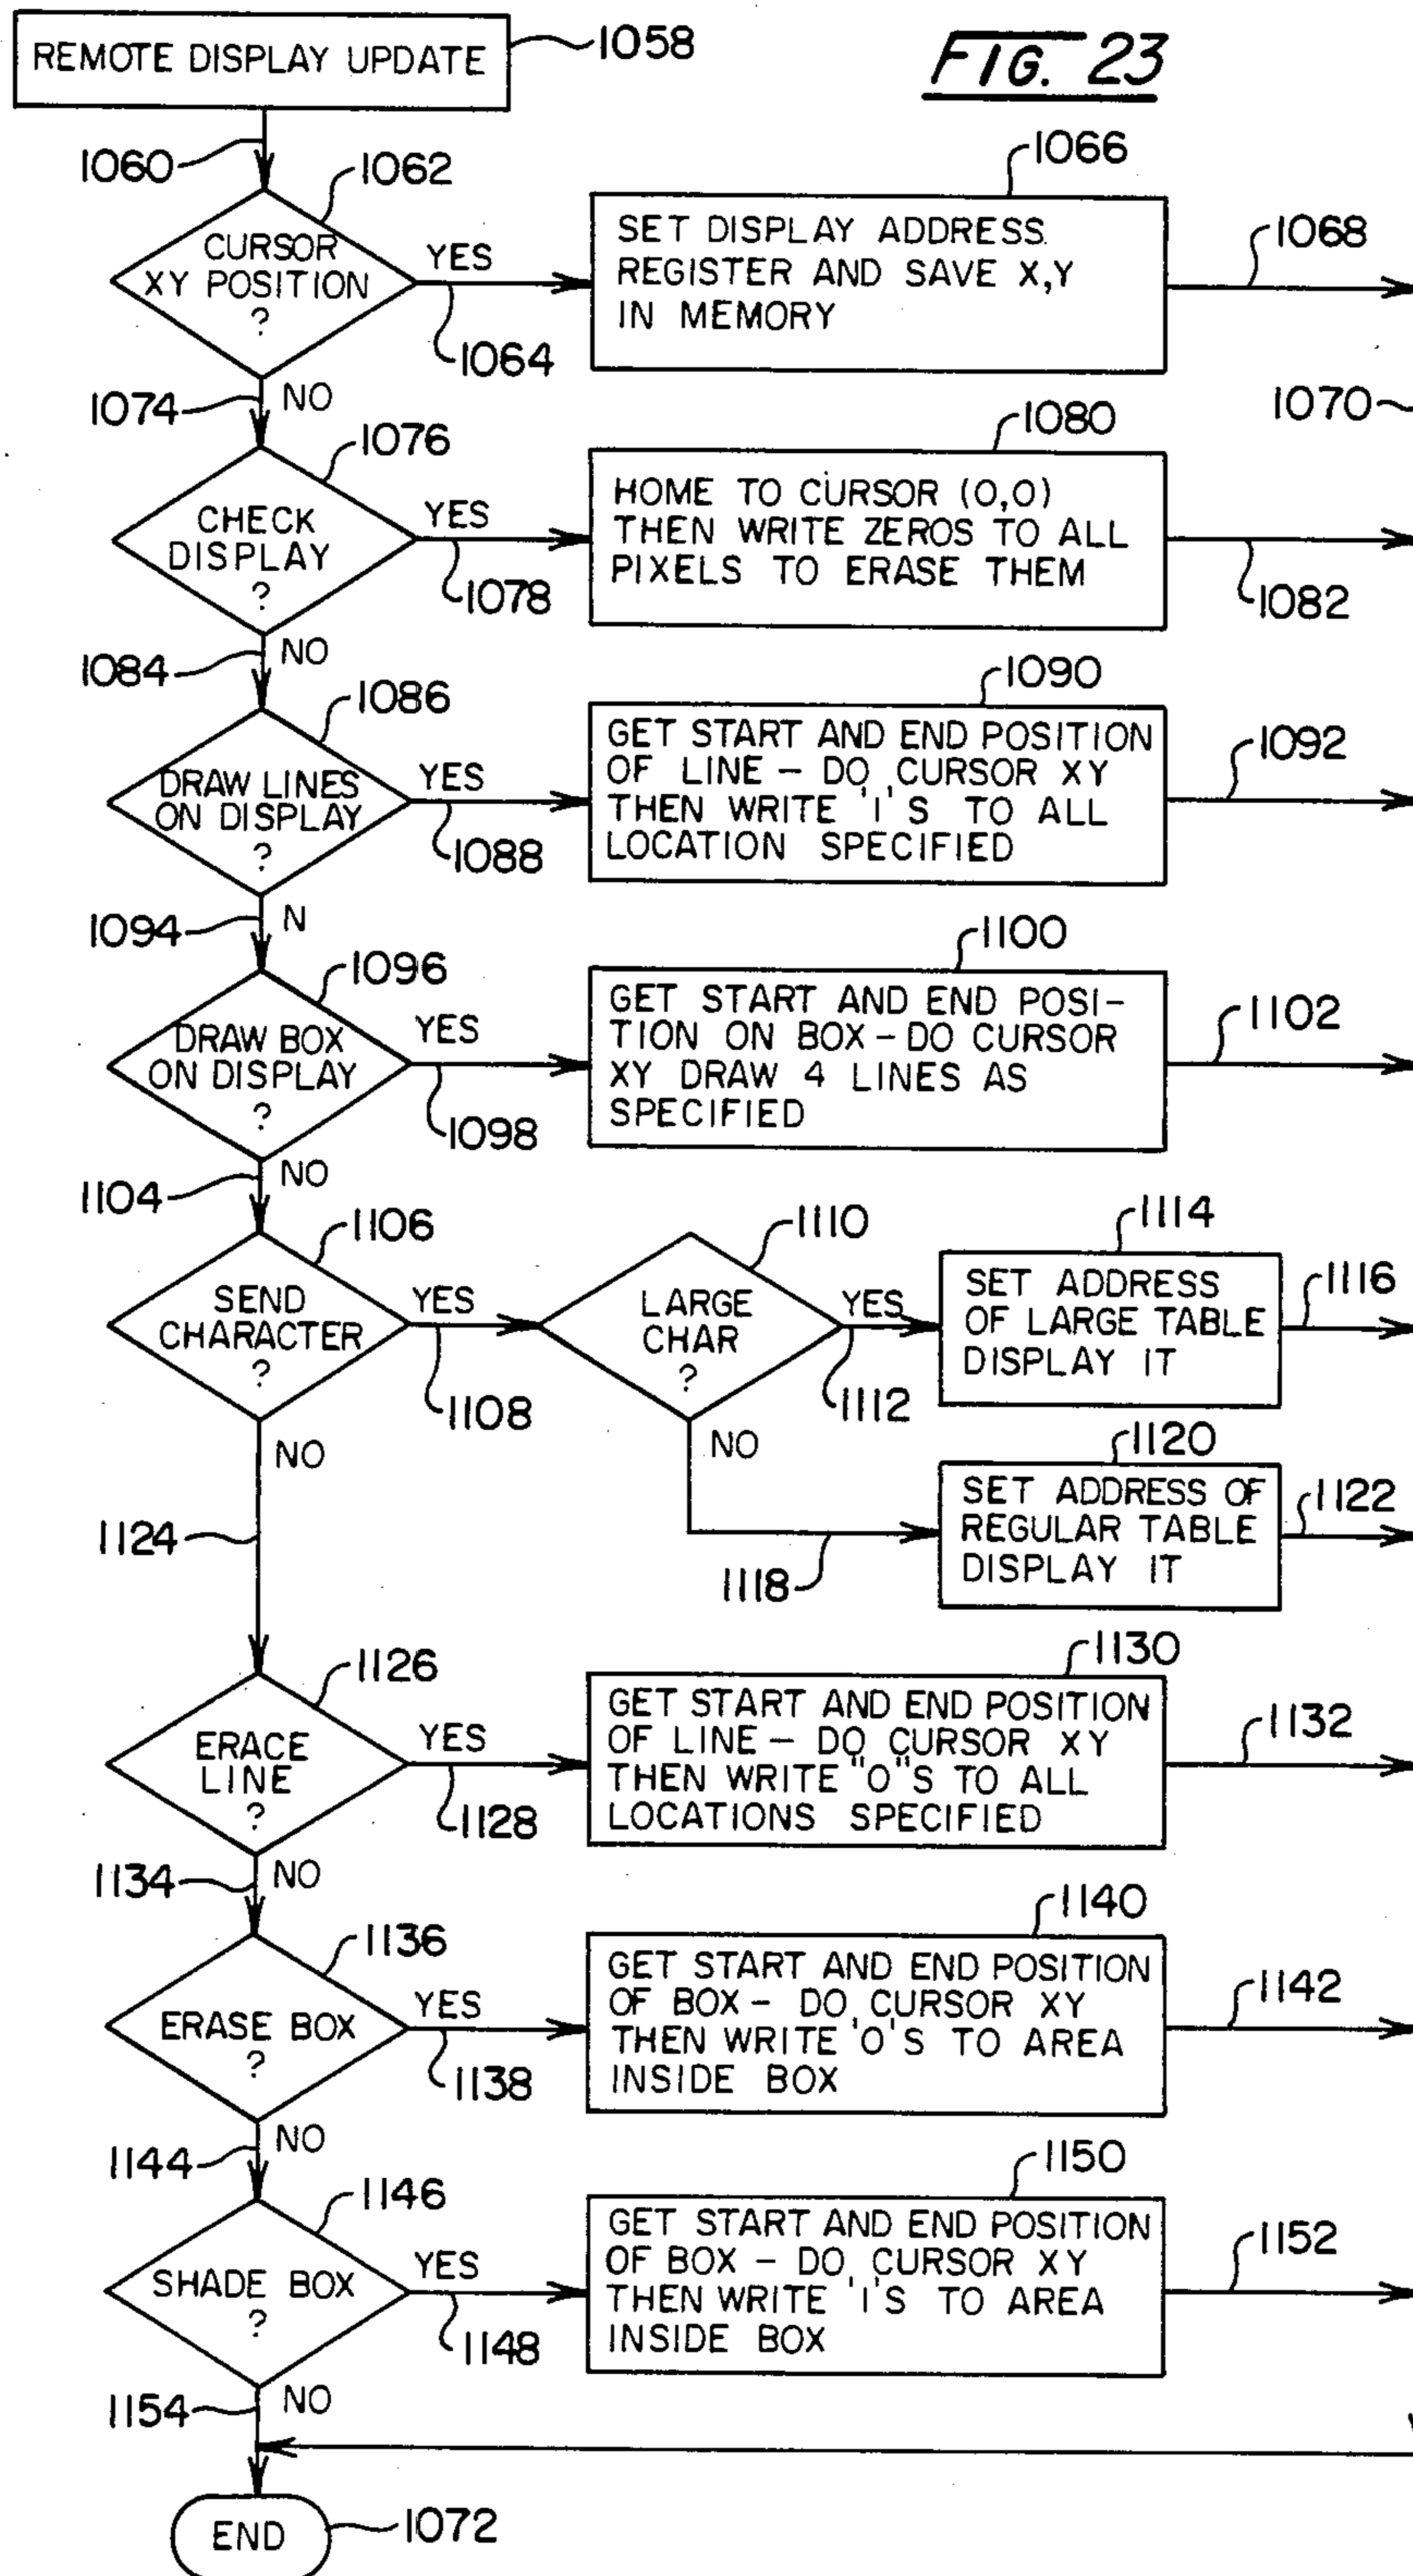 REMOTE DISPLAY UPDATE
1058
FIG. 23
1060
1062
CURSOR
XY POSITION
?
YES
1064
1066
SET DISPLAY ADDRESS
REGISTER AND SAVE X,Y
IN MEMORY
1068
1070
1074
NO
1076
CHECK
DISPLAY
?
YES
1078
1080
HOME TO CURSOR (0,0)
THEN WRITE ZEROS TO ALL
PIXELS TO ERASE THEM
1082
1084
NO
1086
DRAW LINES
ON DISPLAY
?
YES
1088
1090
GET START AND END POSITION
OF LINE – DO CURSOR XY
THEN WRITE '1'S TO ALL
LOCATION SPECIFIED
1092
1094
N
1096
DRAW BOX
ON DISPLAY
?
YES
1098
1100
GET START AND END POSI-
TION ON BOX – DO CURSOR
XY DRAW 4 LINES AS
SPECIFIED
1102
1104
NO
1106
SEND
CHARACTER
?
YES
1108
1110
LARGE
CHAR
?
YES
1112
1114
SET ADDRESS
OF LARGE TABLE
DISPLAY IT
1116
NO
1118
1120
SET ADDRESS OF
REGULAR TABLE
DISPLAY IT
1122
NO
1124
1126
ERACE
LINE
?
YES
1128
1130
GET START AND END POSITION
OF LINE – DO CURSOR XY
THEN WRITE "0"S TO ALL
LOCATIONS SPECIFIED
1132
1134
NO
1136
ERASE BOX
?
YES
1138
1140
GET START AND END POSITION
OF BOX – DO CURSOR XY
THEN WRITE '0'S TO AREA
INSIDE BOX
1142
1144
NO
1146
SHADE BOX
?
YES
1148
1150
GET START AND END POSITION
OF BOX – DO CURSOR XY
THEN WRITE '1'S TO AREA
INSIDE BOX
1152
1154
NO
END
1072